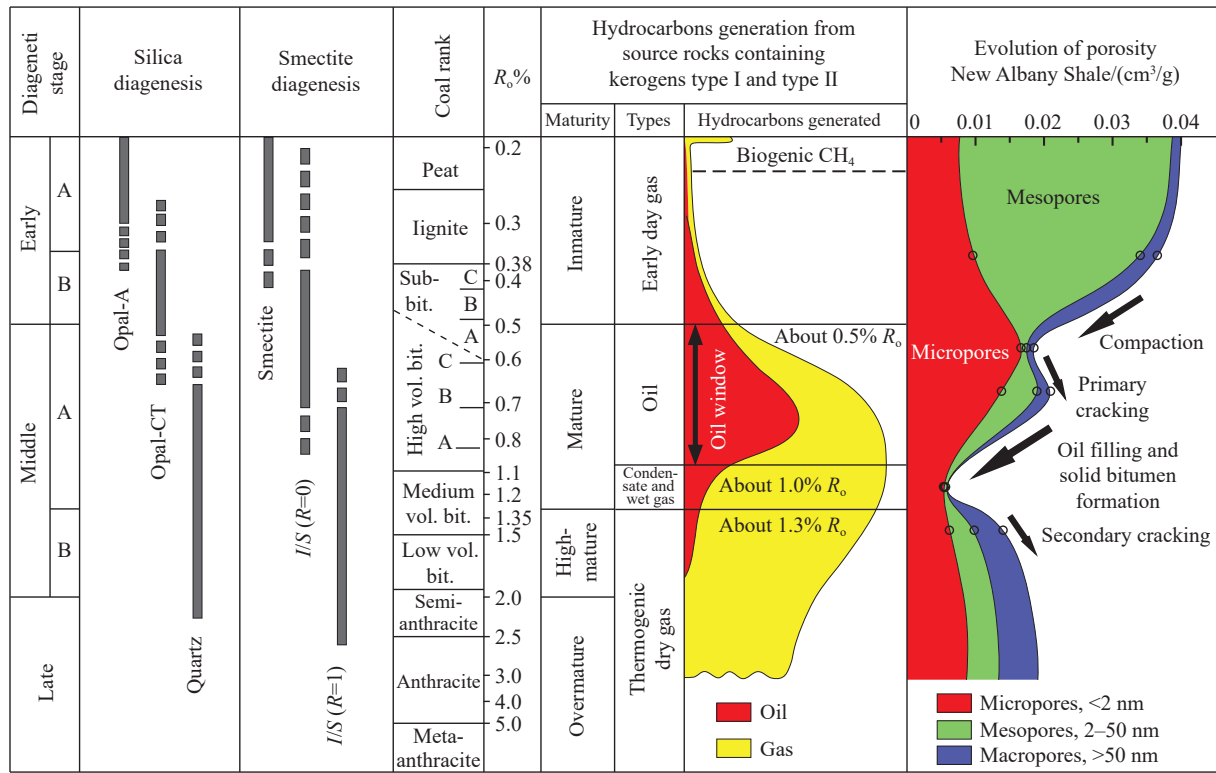 Diageneti
stage
Silica
diagenesis
Smectite
diagenesis
Coal rank
Ro%
Hydrocarbons generation from
source rocks containing
kerogens type I and type II
Maturity
Types
Hydrocarbons generated
Evolution of porosity
New Albany Shale/(cm³/g)
0
0.01
0.02
0.03
0.04
Early
A
B
Middle
A
B
Late
Opal-A
Opal-CT
Quartz
Smectite
I/S (R=0)
I/S (R=1)
Peat
Iignite
Sub-
bit.
C
B
A
High vol. bit.
C
B
A
Medium
vol. bit.
Low vol.
bit.
Semi-
anthracite
Anthracite
Meta-
anthracite
0.2
0.3
0.38
0.4
0.5
0.6
0.7
0.8
1.1
1.2
1.35
1.5
2.0
2.5
3.0
4.0
5.0
Inmature
Mature
High-
mature
Overmature
Early day gas
Oil
Conden-
sate and
wet gas
Thermogenic
dry gas
Biogenic CH₄
About 0.5% Ro
Oil window
About 1.0% Ro
About 1.3% Ro
Oil
Gas
Mesopores
Micropores
Compaction
Primary
cracking
Oil filling and
solid bitumen
formation
Secondary cracking
Micropores, <2 nm
Mesopores, 2–50 nm
Macropores, >50 nm